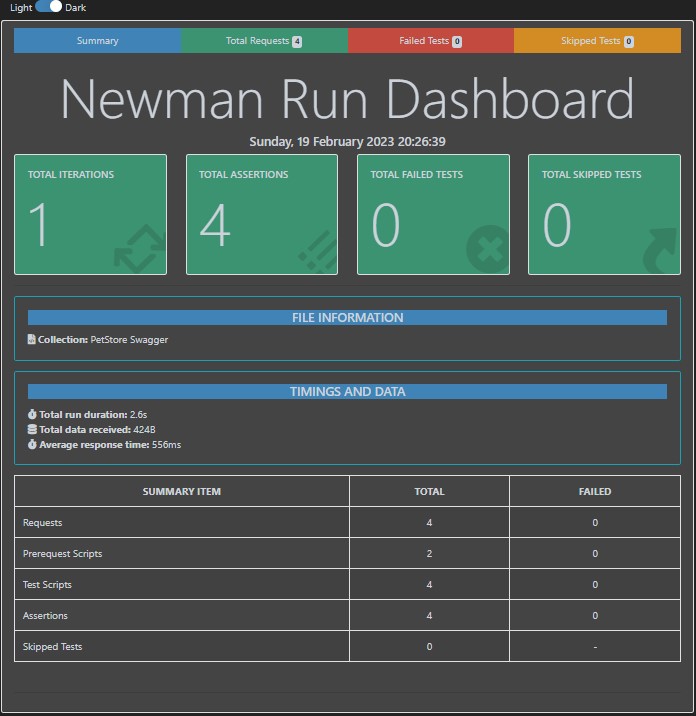 Light Dark
Summary Total Requests 4 Failed Tests 0 Skipped Tests 0
Newman Run Dashboard
Sunday, 19 February 2023 20:26:39
TOTAL ITERATIONS TOTAL ASSERTIONS TOTAL FAILED TESTS TOTAL SKIPPED TESTS
1 4 0 0
FILE INFORMATION
Collection: PetStore Swagger
TIMINGS AND DATA
Total run duration: 2.6s
Total data received: 424B
Average response time: 556ms
SUMMARY ITEM TOTAL FAILED
Requests 4 0
Prerequest Scripts 2 0
Test Scripts 4 0
Assertions 4 0
Skipped Tests 0 -